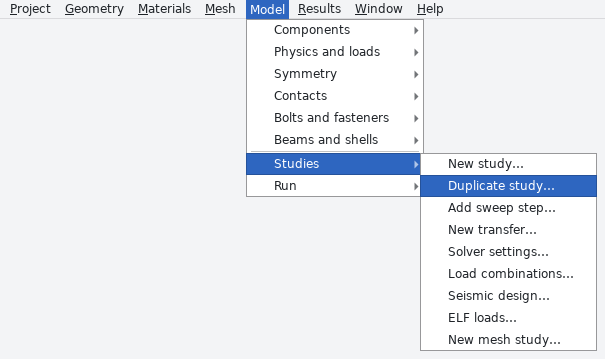 Project Geometry Materials Mesh Model Results Window Help
Components
Physics and loads
Symmetry
Contacts
Bolts and fasteners
Beams and shells
Studies
Run
New study...
Duplicate study...
Add sweep step...
New transfer...
Solver settings...
Load combinations...
Seismic design...
ELF loads...
New mesh study...